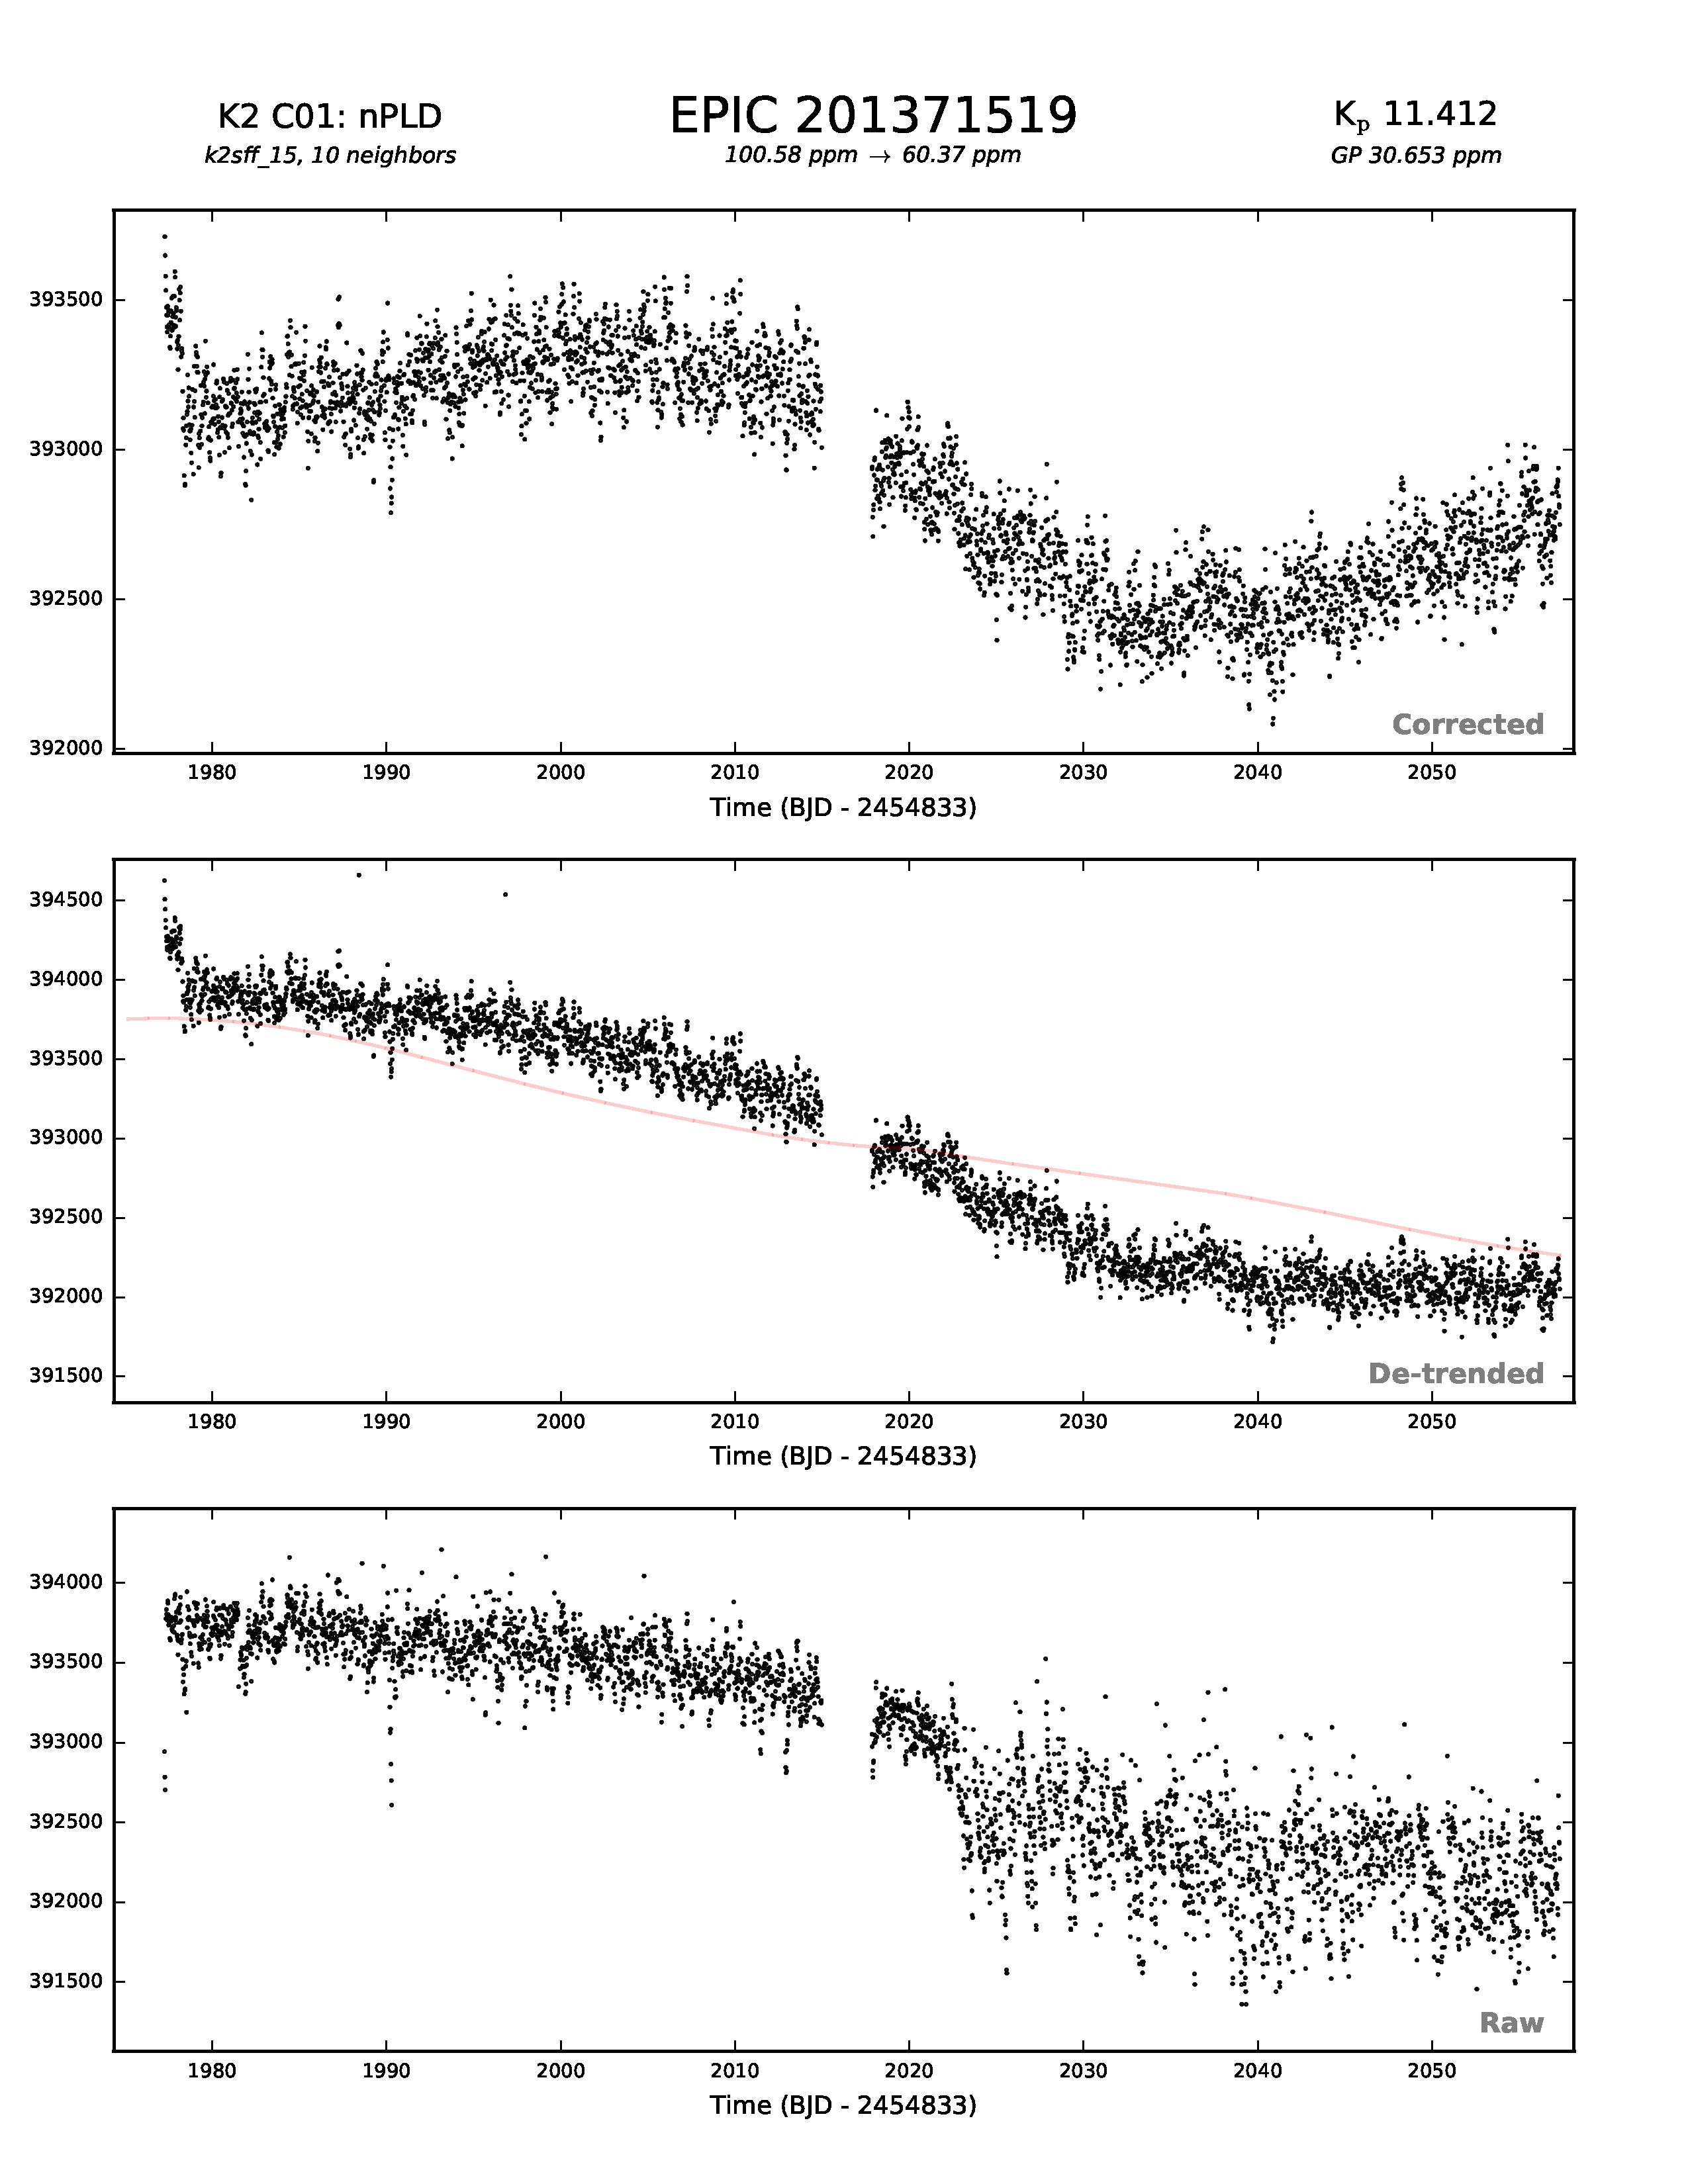 K2 C01: nPLD
EPIC 201371519
Kp 11.412
k2sff_15, 10 neighbors
100.58 ppm → 60.37 ppm
GP 30.653 ppm
393500
393000
392500
392000
Corrected
1980 1990 2000 2010 2020 2030 2040 2050
Time (BJD - 2454833)
394500
394000
393500
393000
392500
392000
391500
De-trended
1980 1990 2000 2010 2020 2030 2040 2050
Time (BJD - 2454833)
394000
393500
393000
392500
392000
391500
Raw
1980 1990 2000 2010 2020 2030 2040 2050
Time (BJD - 2454833)